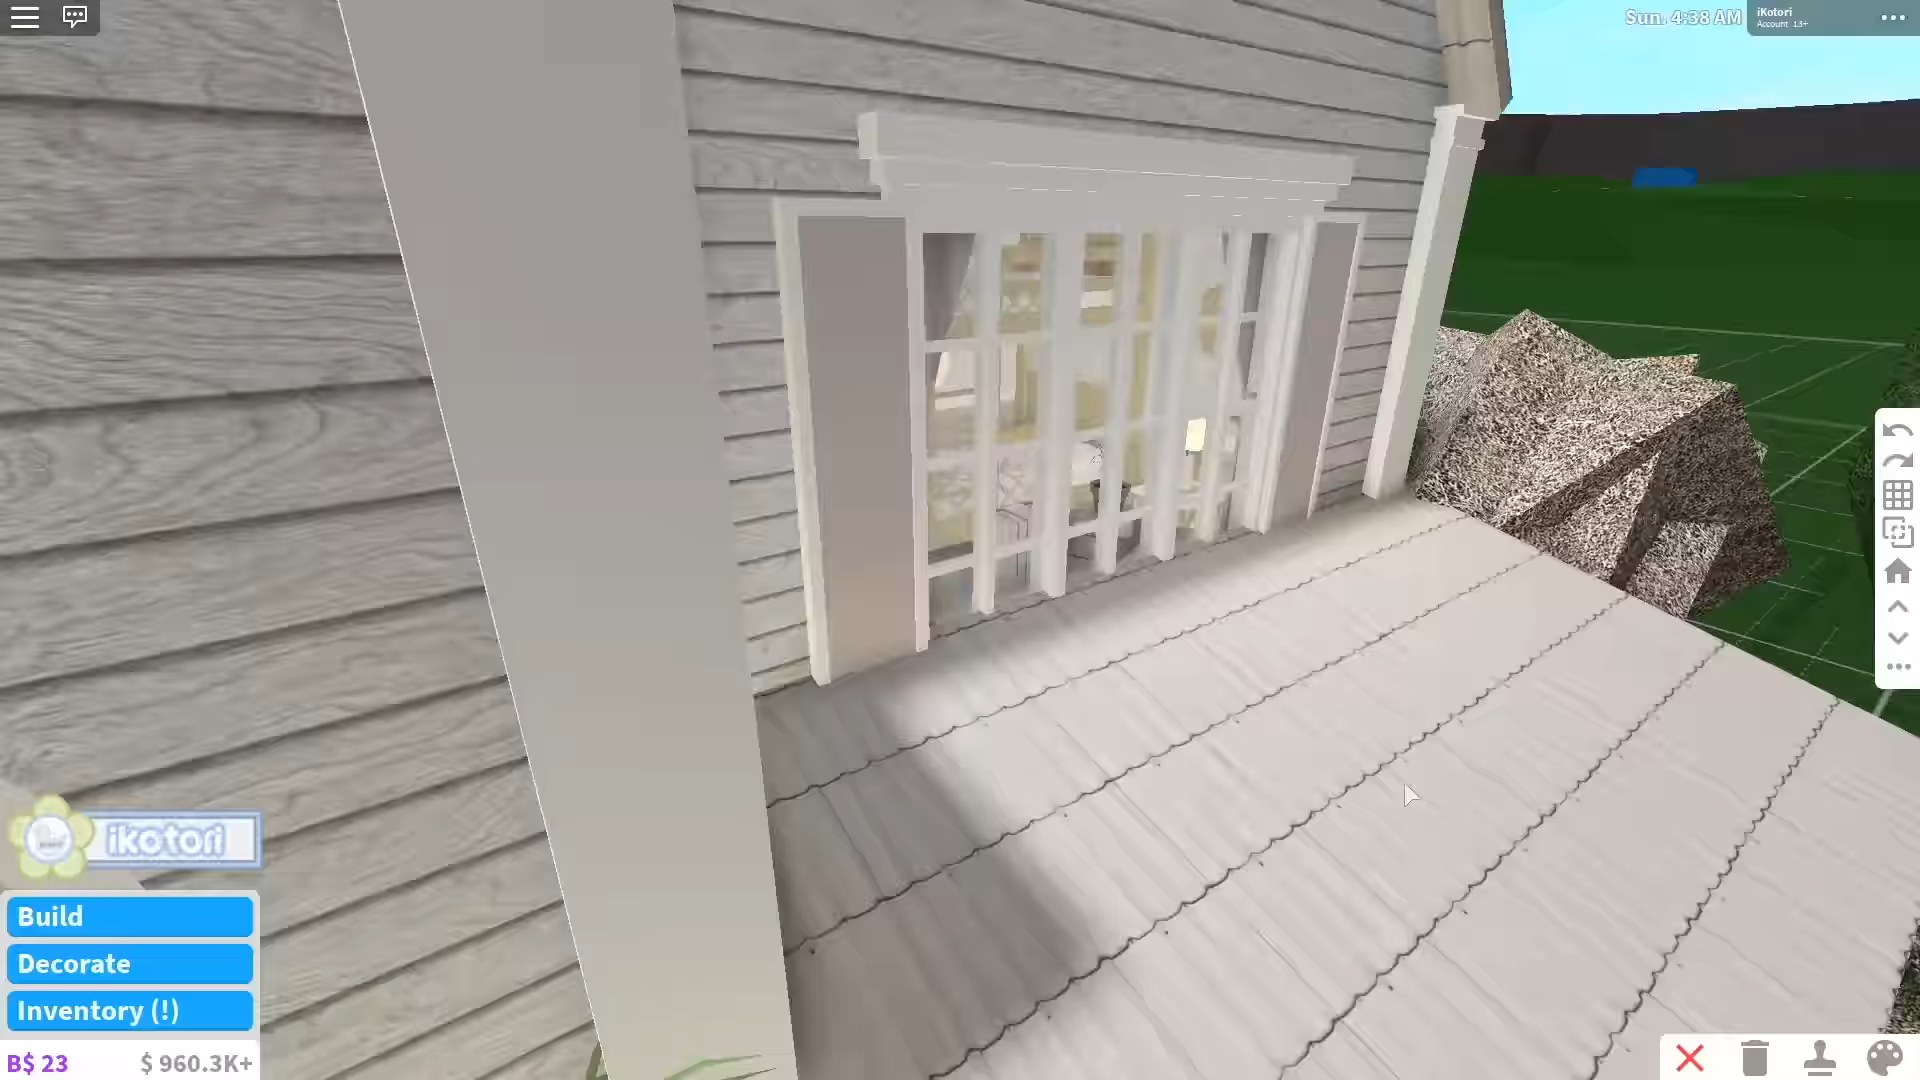 Sun. 4:38 AM
iKotori
Account: 13+
ikotori
Build
Decorate
Inventory (!)
B$ 23
$ 960.3K+